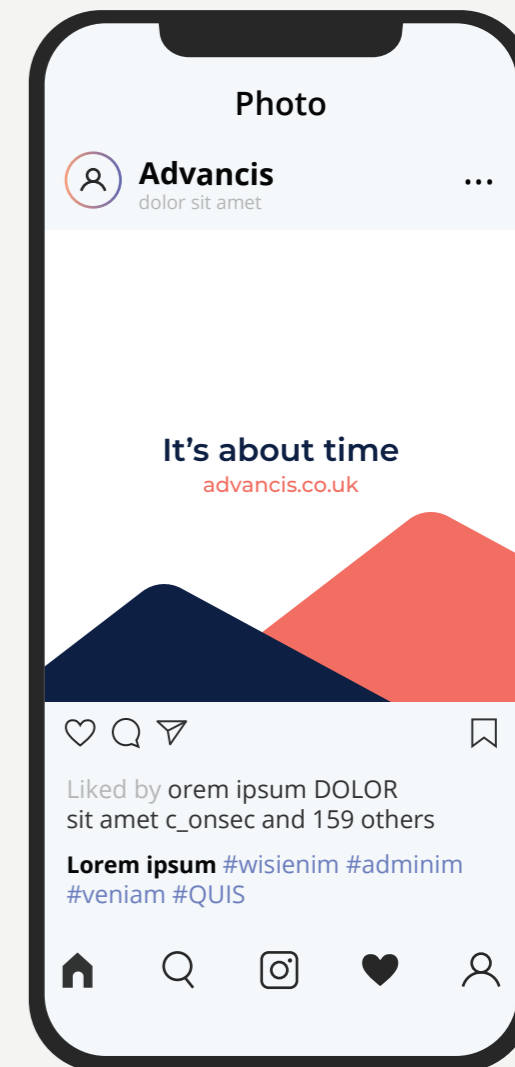 Photo
Advancis
dolor sit amet
It’s about time
advancis.co.uk
Liked by orem ipsum DOLOR
sit amet c_onsec and 159 others
Lorem ipsum #wisienim #adminim
#veniam #QUIS